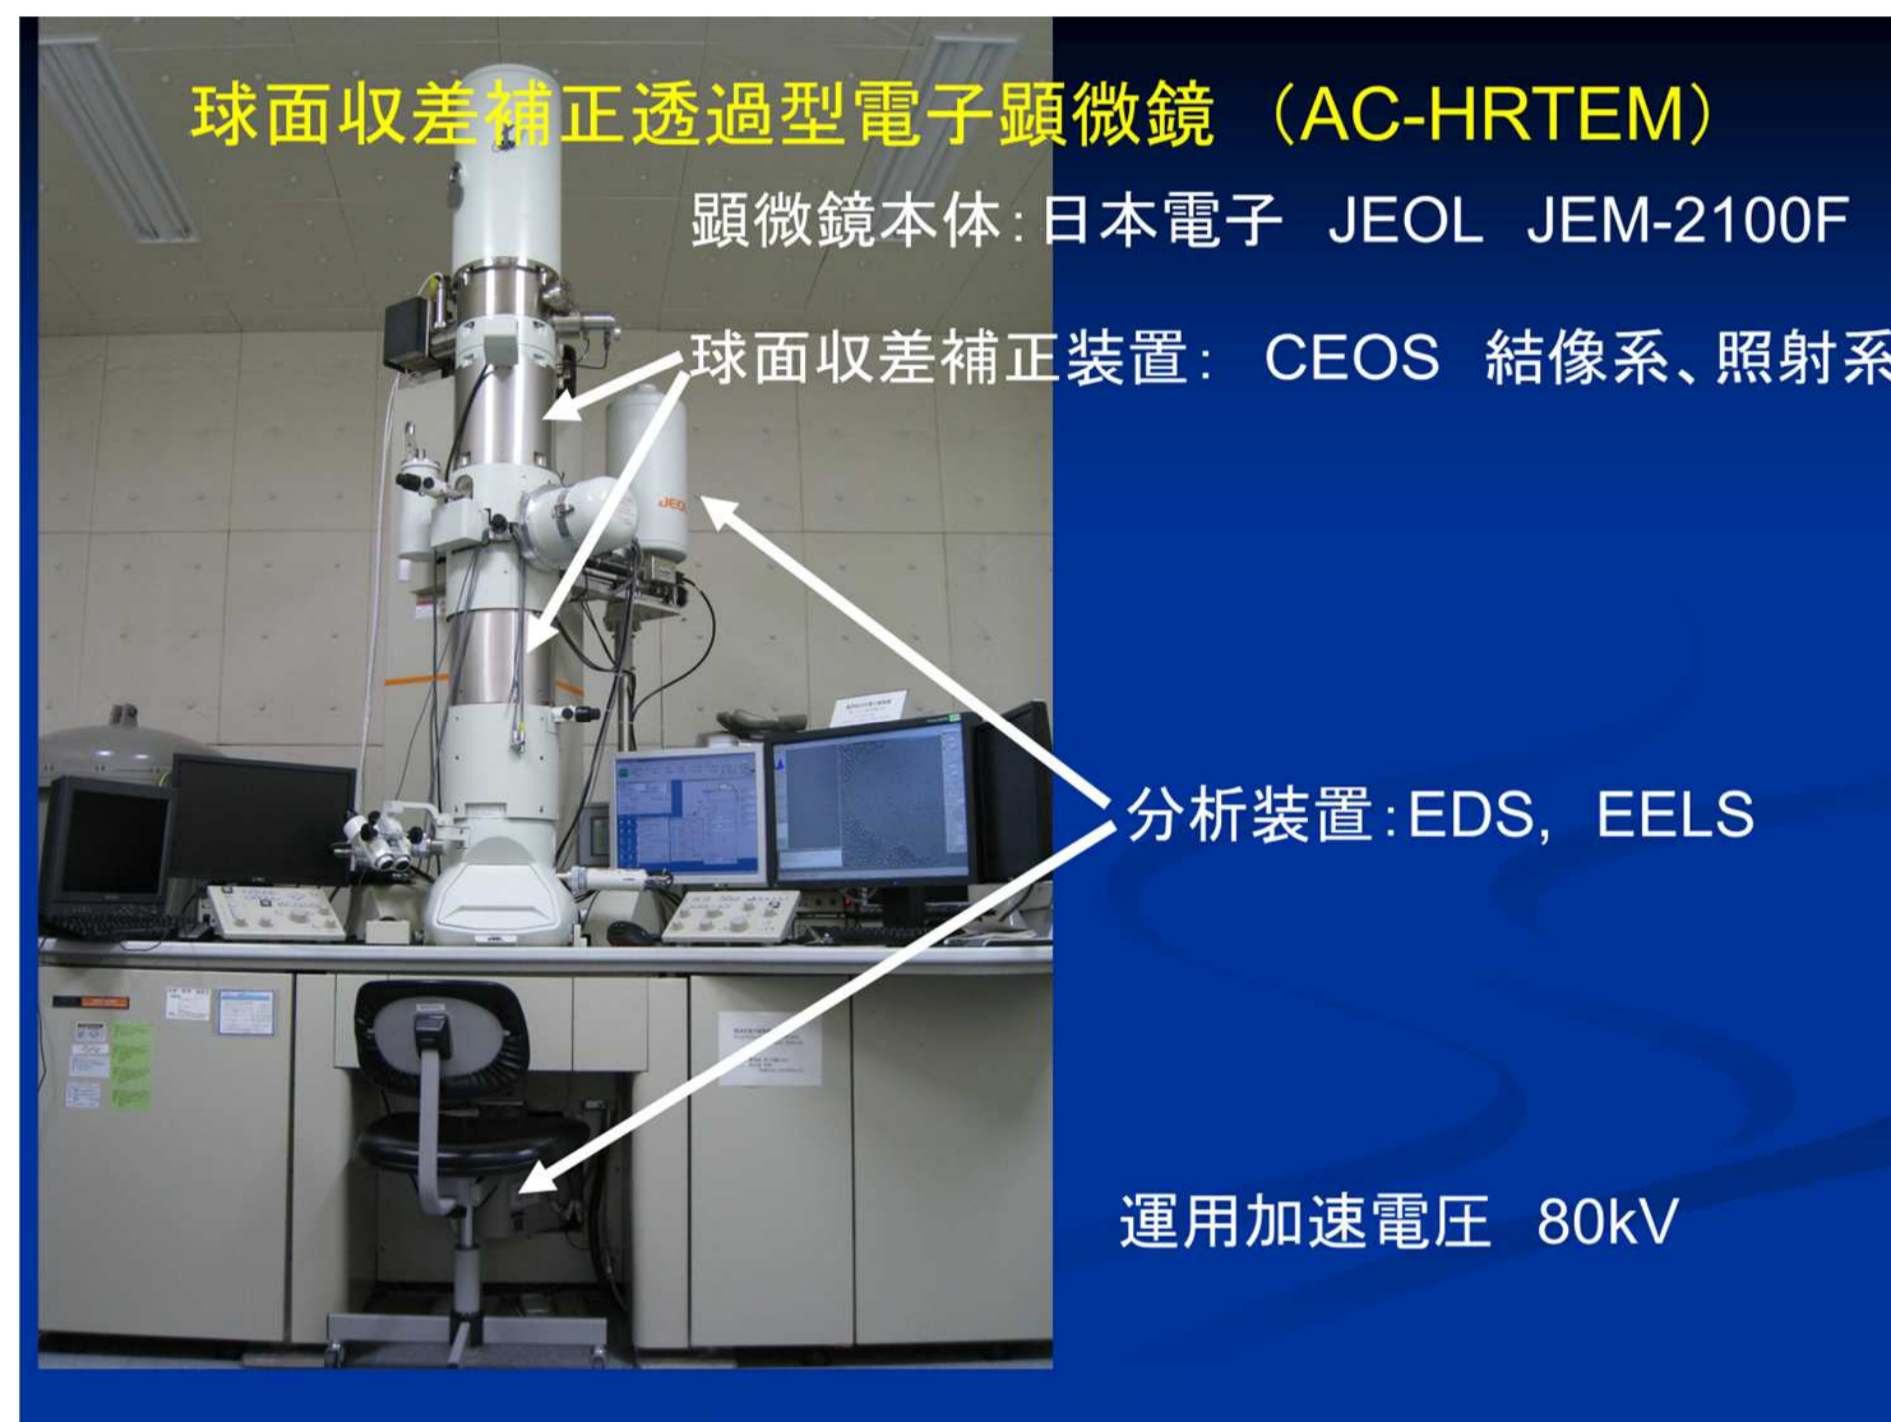 球面収差補正透過型電子顕微鏡 （AC-HRTEM）
顕微鏡本体：日本電子 JEOL JEM-2100F
球面収差補正装置： CEOS 結像系、照射系
分析装置：EDS, EELS
運用加速電圧 80kV